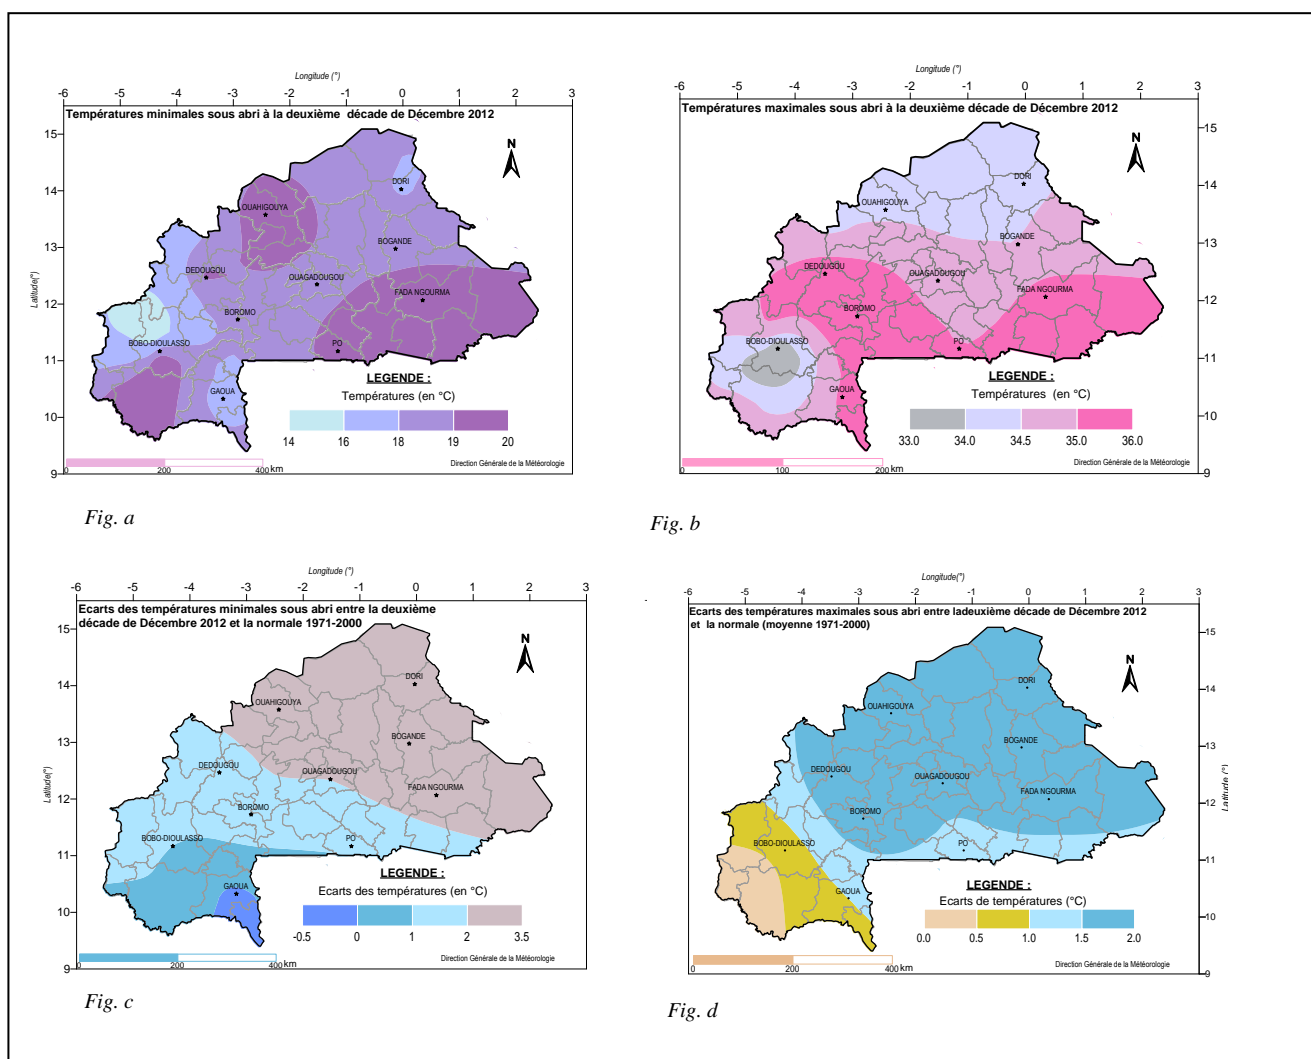 Longitude (°)
-6 -5 -4 -3 -2 -1 0 1 2 3
Températures minimales sous abri à la deuxième décade de Décembre 2012
15
14
13
12
11
10
9
Latitude(°)
N
DORI
OUAHIGOUYA
BOGANDE
DEDOUGOU
OUAGADOUGOU
FADA NGOURMA
BOROMO
BOBO-DIOULASSO
PO
GAOUA
LEGENDE :
Températures (en °C)
14 16 18 19 20
0 200 400 km
Direction Générale de la Météorologie
Fig. a
Longitude (°)
-6 -5 -4 -3 -2 -1 0 1 2 3
Températures maximales sous abri à la deuxième décade de Décembre 2012
15
14
13
12
11
10
9
N
DORI
OUAHIGOUYA
BOGANDE
DEDOUGOU
OUAGADOUGOU
FADA NGOURMA
BOROMO
BOBO-DIOULASSO
PO
GAOUA
LEGENDE :
Températures (en °C)
33.0 34.0 34.5 35.0 36.0
0 100 200 km
Direction Générale de la Météorologie
Fig. b
Longitude (°)
-6 -5 -4 -3 -2 -1 0 1 2 3
Ecarts des températures minimales sous abri entre la deuxième
décade de Décembre 2012 et la normale 1971-2000
15
14
13
12
11
10
9
Latitude(°)
N
DORI
OUAHIGOUYA
BOGANDE
DEDOUGOU
OUAGADOUGOU
FADA NGOURMA
BOROMO
BOBO-DIOULASSO
PO
GAOUA
LEGENDE :
Ecarts des températures (en °C)
-0.5 0 1 2 3.5
0 200 400 km
Direction Générale de la Météorologie
Fig. c
Longitude(°)
-6 -5 -4 -3 -2 -1 0 1 2 3
Ecarts des températures maximales sous abri entre ladeuxième décade de Décembre 2012
et la normale (moyenne 1971-2000)
15
14
13
12
11
10
9
Latitude (°)
N
DORI
OUAHIGOUYA
BOGANDE
DEDOUGOU
OUAGADOUGOU
FADA NGOURMA
BOROMO
BOBO-DIOULASSO
PO
GAOUA
LEGENDE :
Ecarts de températures (°C)
0.0 0.5 1.0 1.5 2.0
0 200 400 km
Direction Générale de la Météorologie
Fig. d